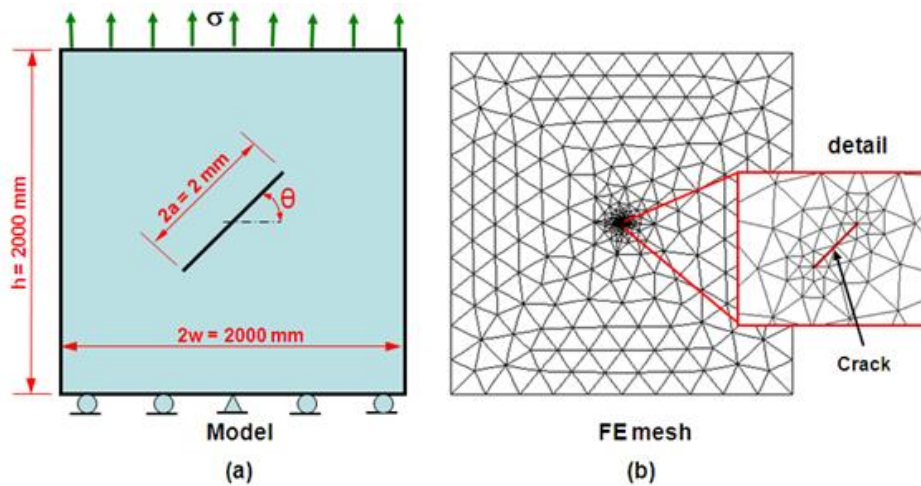 σ
2a = 2 mm
θ
h = 2000 mm
2w = 2000 mm
Model
(a)
detail
Crack
FE mesh
(b)